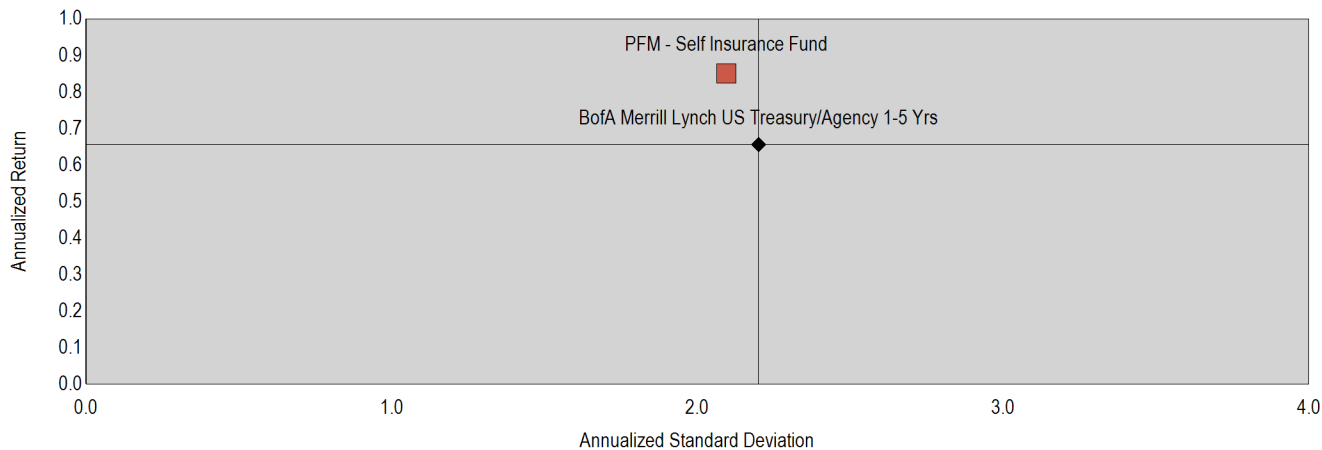 1.0
0.9
0.8
0.7
0.6
0.5
0.4
0.3
0.2
0.1
0.0
Annualized Return
PFM - Self Insurance Fund
BofA Merrill Lynch US Treasury/Agency 1-5 Yrs
0.0 1.0 2.0 3.0 4.0
Annualized Standard Deviation